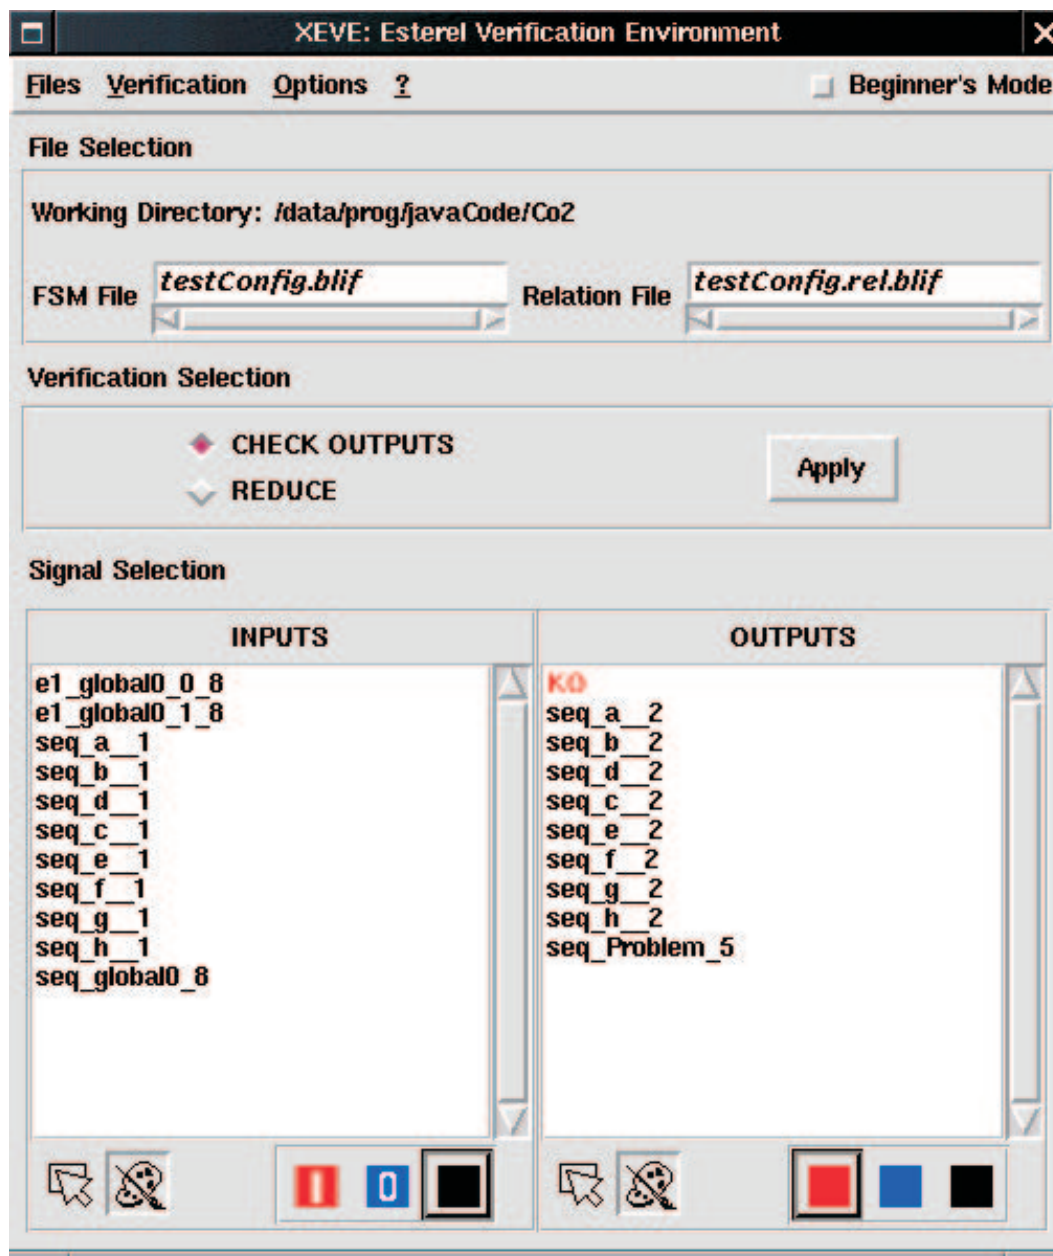 XEVE: Esterel Verification Environment
Files Verification Options ? Beginner's Mode
File Selection
Working Directory: /data/prog/javaCode/Co2
FSM File testConfig.blif Relation File testConfig.rel.blif
Verification Selection
CHECK OUTPUTS
REDUCE
Apply
Signal Selection
INPUTS
e1_global0_0_8
e1_global0_1_8
seq_a__1
seq_b__1
seq_d__1
seq_c__1
seq_e__1
seq_f__1
seq_g__1
seq_h__1
seq_global0_8
1 0
OUTPUTS
KO
seq_a__2
seq_b__2
seq_d__2
seq_c__2
seq_e__2
seq_f__2
seq_g__2
seq_h__2
seq_Problem_5